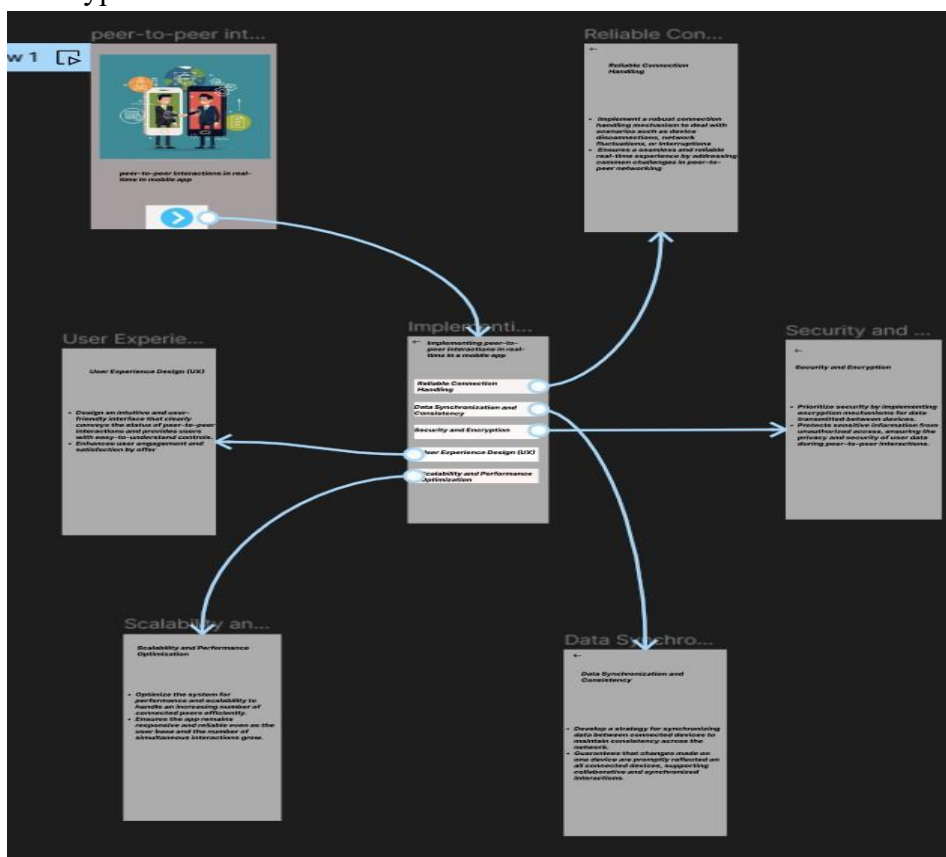 peer-to-peer int...
w 1
peer-to-peer interactions in real-
time in mobile app
Reliable Con...
←
Reliable Connection
Handling
• Implement a robust connection
handling mechanism to deal with
scenarios such as device
disconnections, network
fluctuations, or interruptions
• Ensures a seamless and reliable
real-time experience by addressing
common challenges in peer-to-
peer networking
Implementi...
← Implementing peer-to-
peer interactions in real-
time in a mobile app
Reliable Connection
Handling
Data Synchronization and
Consistency
Security and Encryption
User Experience Design (UX)
Scalability and Performance
Optimization
User Experie...
User Experience Design (UX)
• Design an intuitive and user-
friendly interface that clearly
conveys the status of peer-to-peer
interactions and provides users
with easy-to-understand controls.
• Enhances user engagement and
satisfaction by offer
Security and ...
←
Security and Encryption
• Prioritize security by implementing
encryption mechanisms for data
transmitted between devices.
• Protects sensitive information from
unauthorized access, ensuring the
privacy and security of user data
during peer-to-peer interactions.
Scalability an...
Scalability and Performance
Optimization
• Optimize the system for
performance and scalability to
handle an increasing number of
connected peers efficiently.
• Ensures the app remains
responsive and reliable even as the
user base and the number of
simultaneous interactions grow.
Data Synchro...
←
Data Synchronization and
Consistency
• Develop a strategy for synchronizing
data between connected devices to
maintain consistency across the
network.
• Guarantees that changes made on
one device are promptly reflected on
all connected devices, supporting
collaborative and synchronized
interactions.